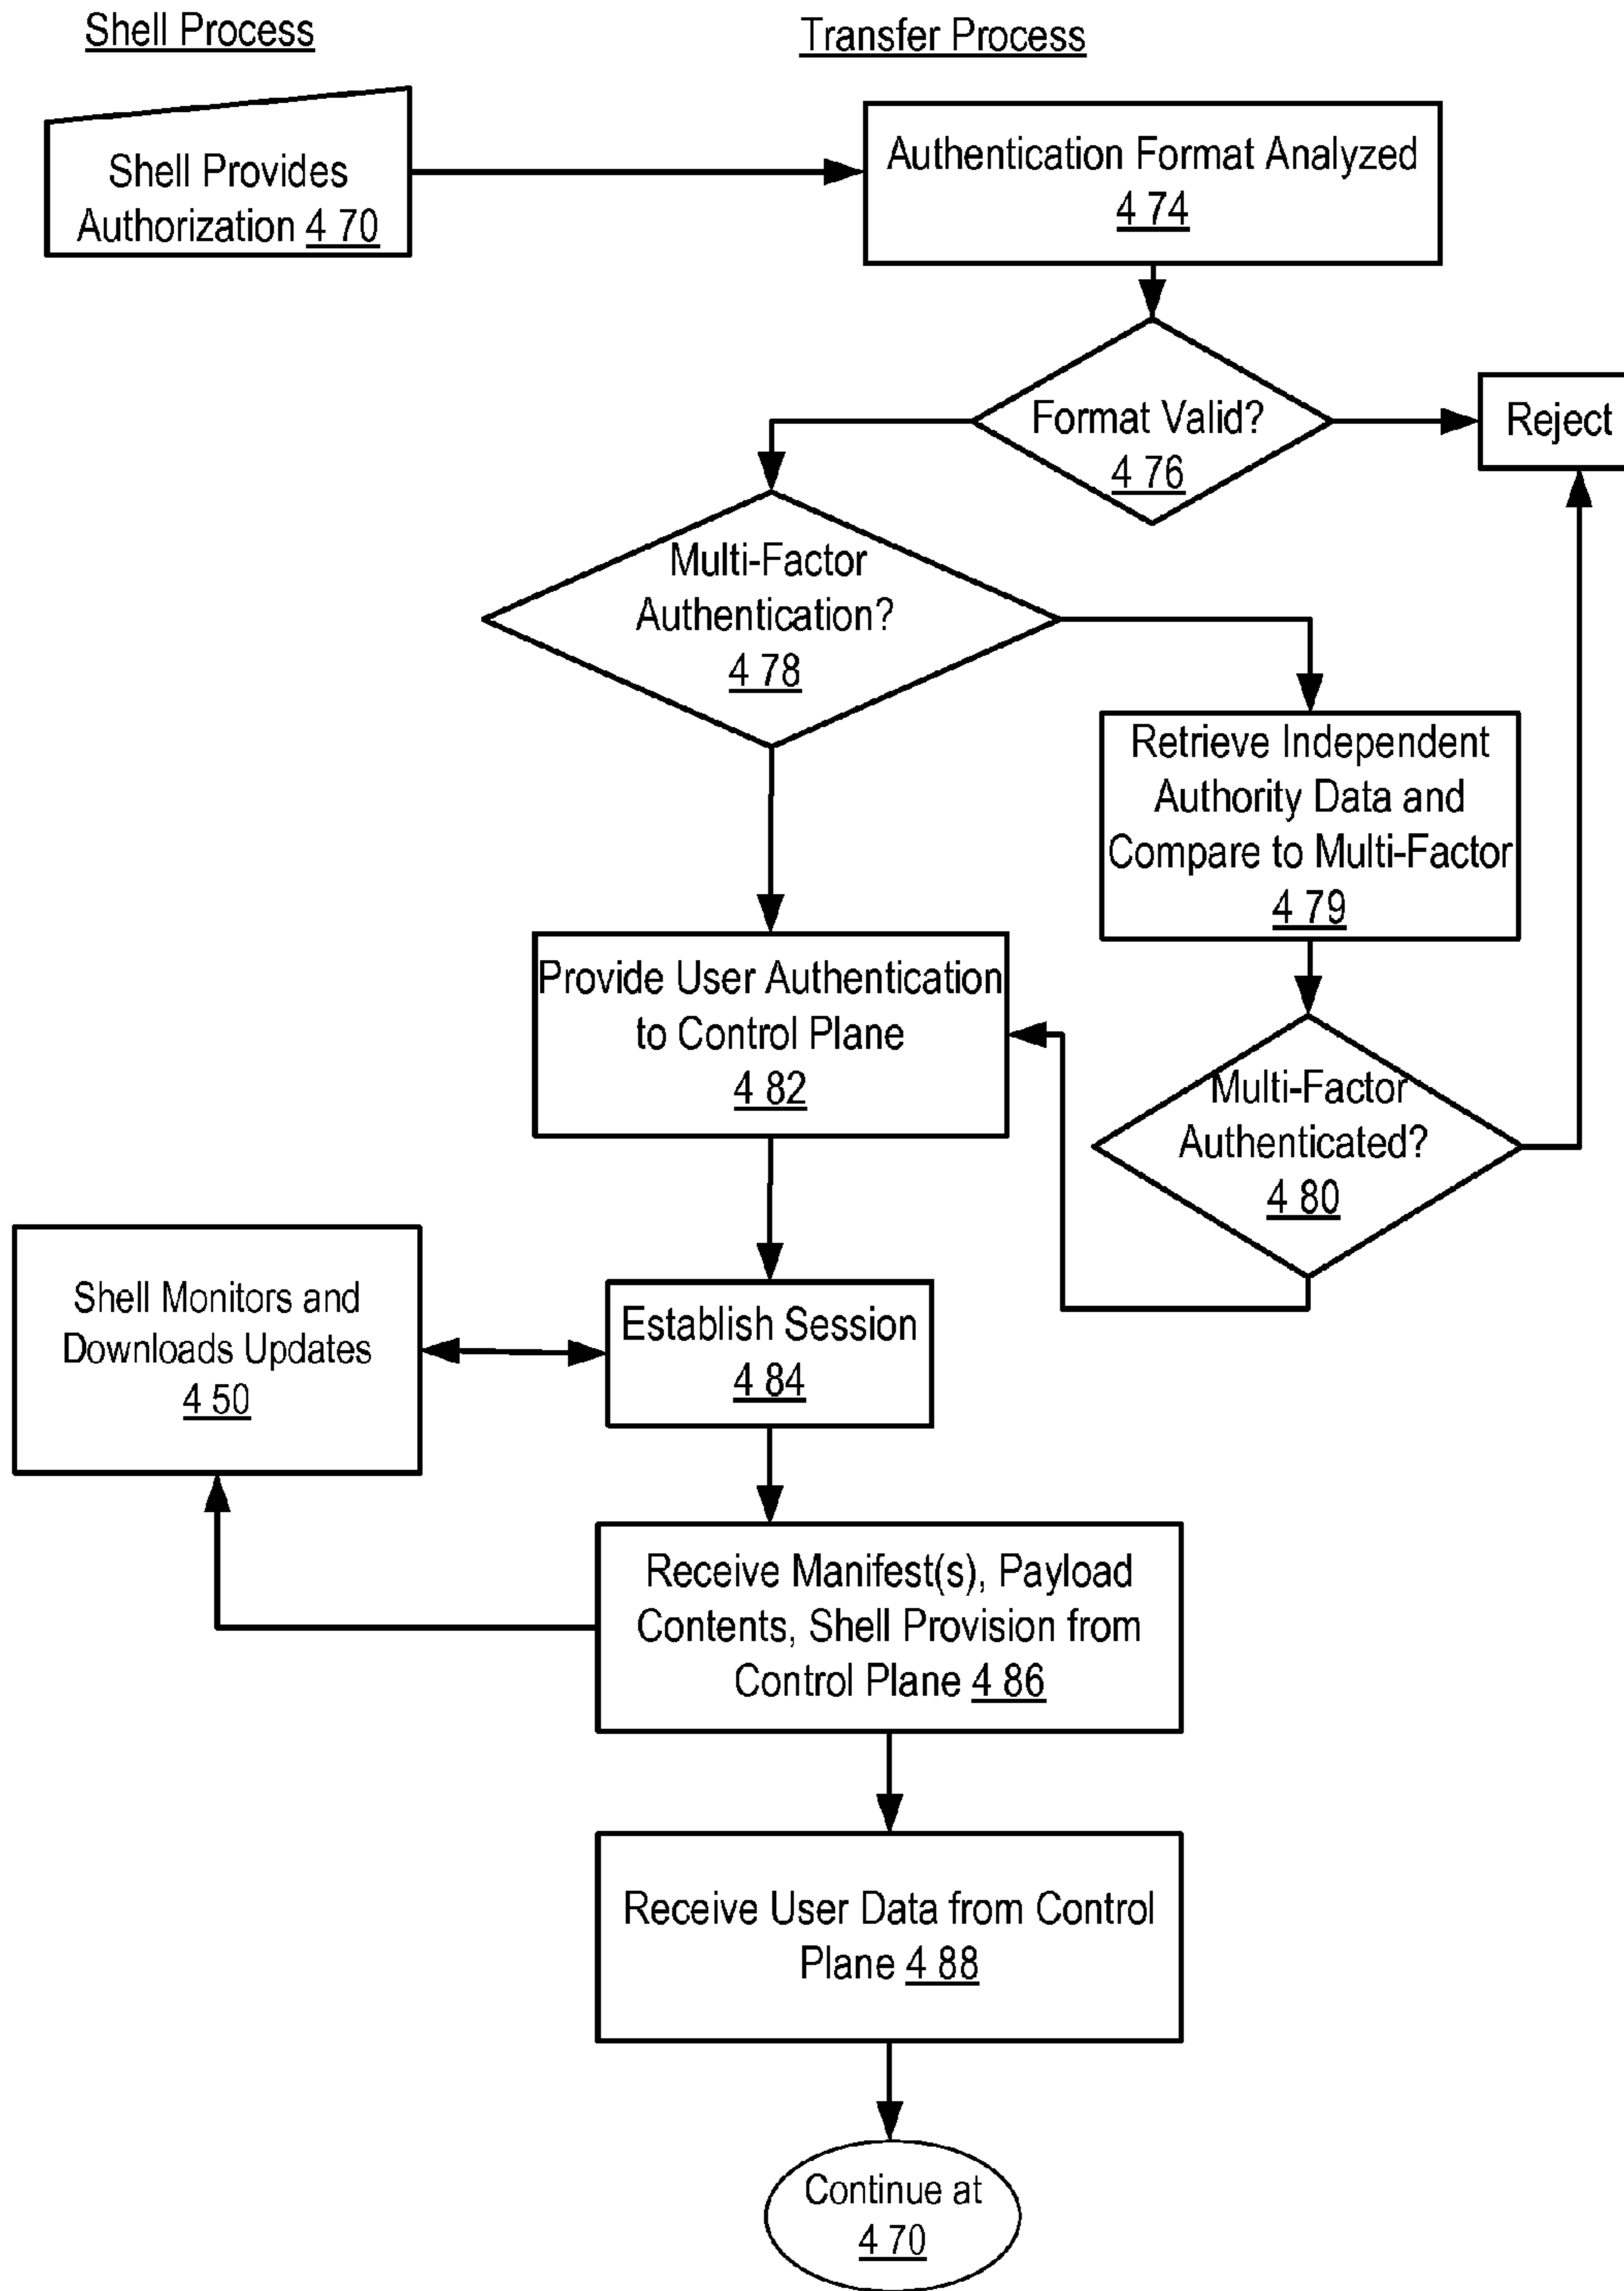 Shell Process
Transfer Process
Shell Provides
Authorization 4 70
Authentication Format Analyzed
4 74
Format Valid?
4 76
Reject
Multi-Factor
Authentication?
4 78
Retrieve Independent
Authority Data and
Compare to Multi-Factor
4 79
Provide User Authentication
to Control Plane
4 82
Multi-Factor
Authenticated?
4 80
Shell Monitors and
Downloads Updates
4 50
Establish Session
4 84
Receive Manifest(s), Payload
Contents, Shell Provision from
Control Plane 4 86
Receive User Data from Control
Plane 4 88
Continue at
4 70